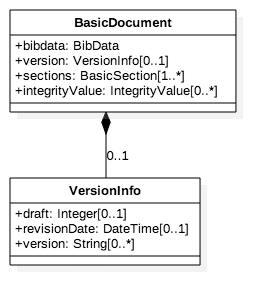 BasicDocument
+bibdata: BibData
+version: VersionInfo[0..1]
+sections: BasicSection[1..*]
+integrityValue: IntegrityValue[0..*]
0..1
VersionInfo
+draft: Integer[0..1]
+revisionDate: DateTime[0..1]
+version: String[0..*]